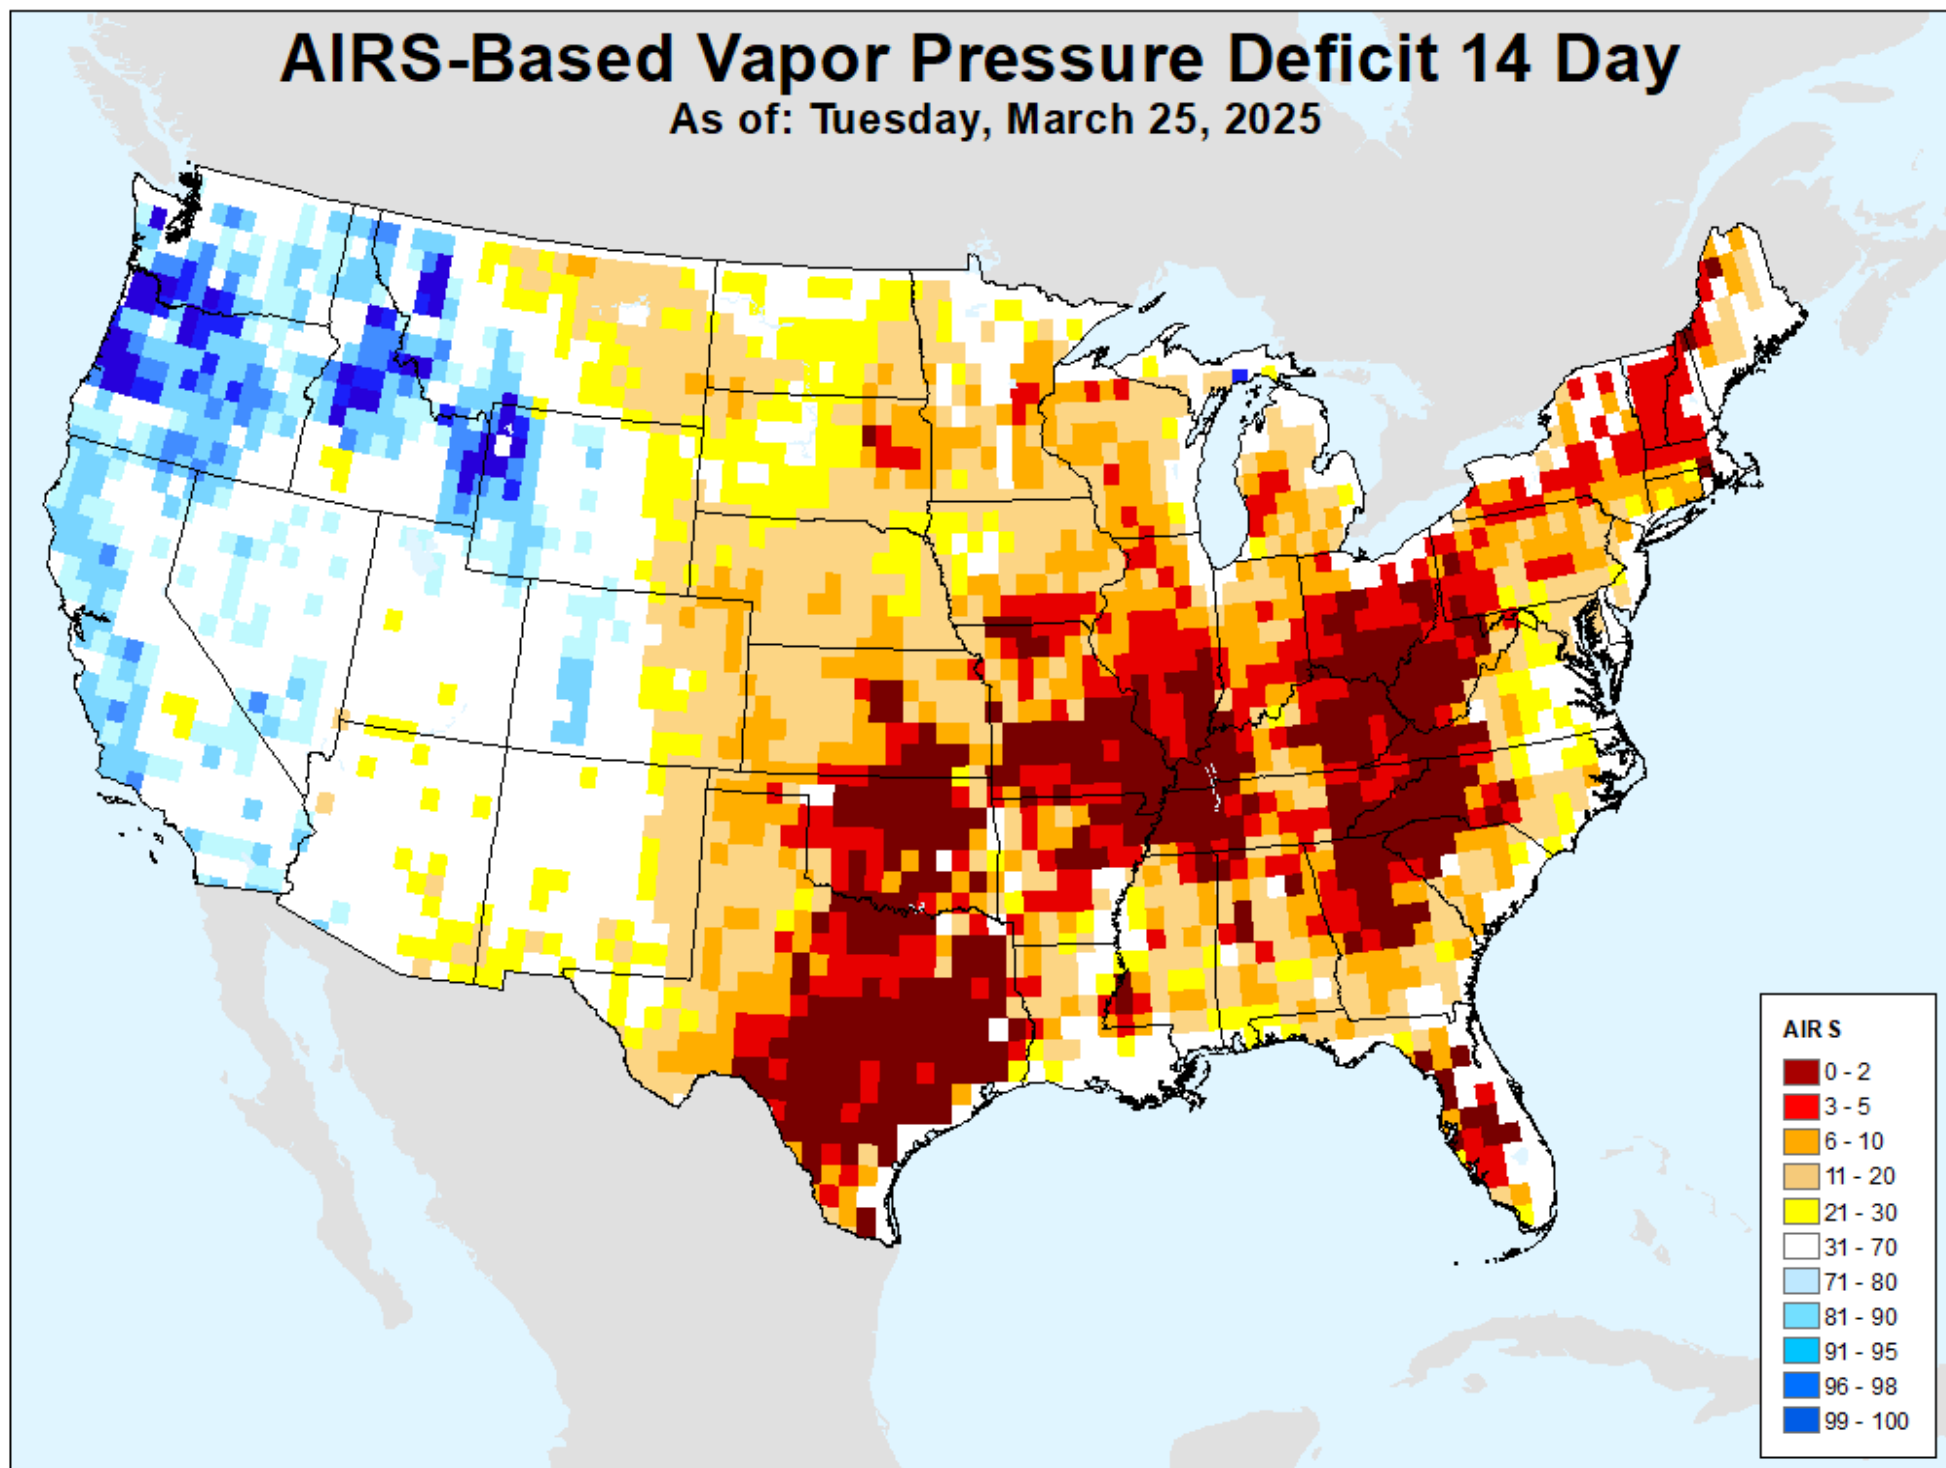 AIRS-Based Vapor Pressure Deficit 14 Day
As of: Tuesday, March 25, 2025
AIRS
0 - 2
3 - 5
6 - 10
11 - 20
21 - 30
31 - 70
71 - 80
81 - 90
91 - 95
96 - 98
99 - 100